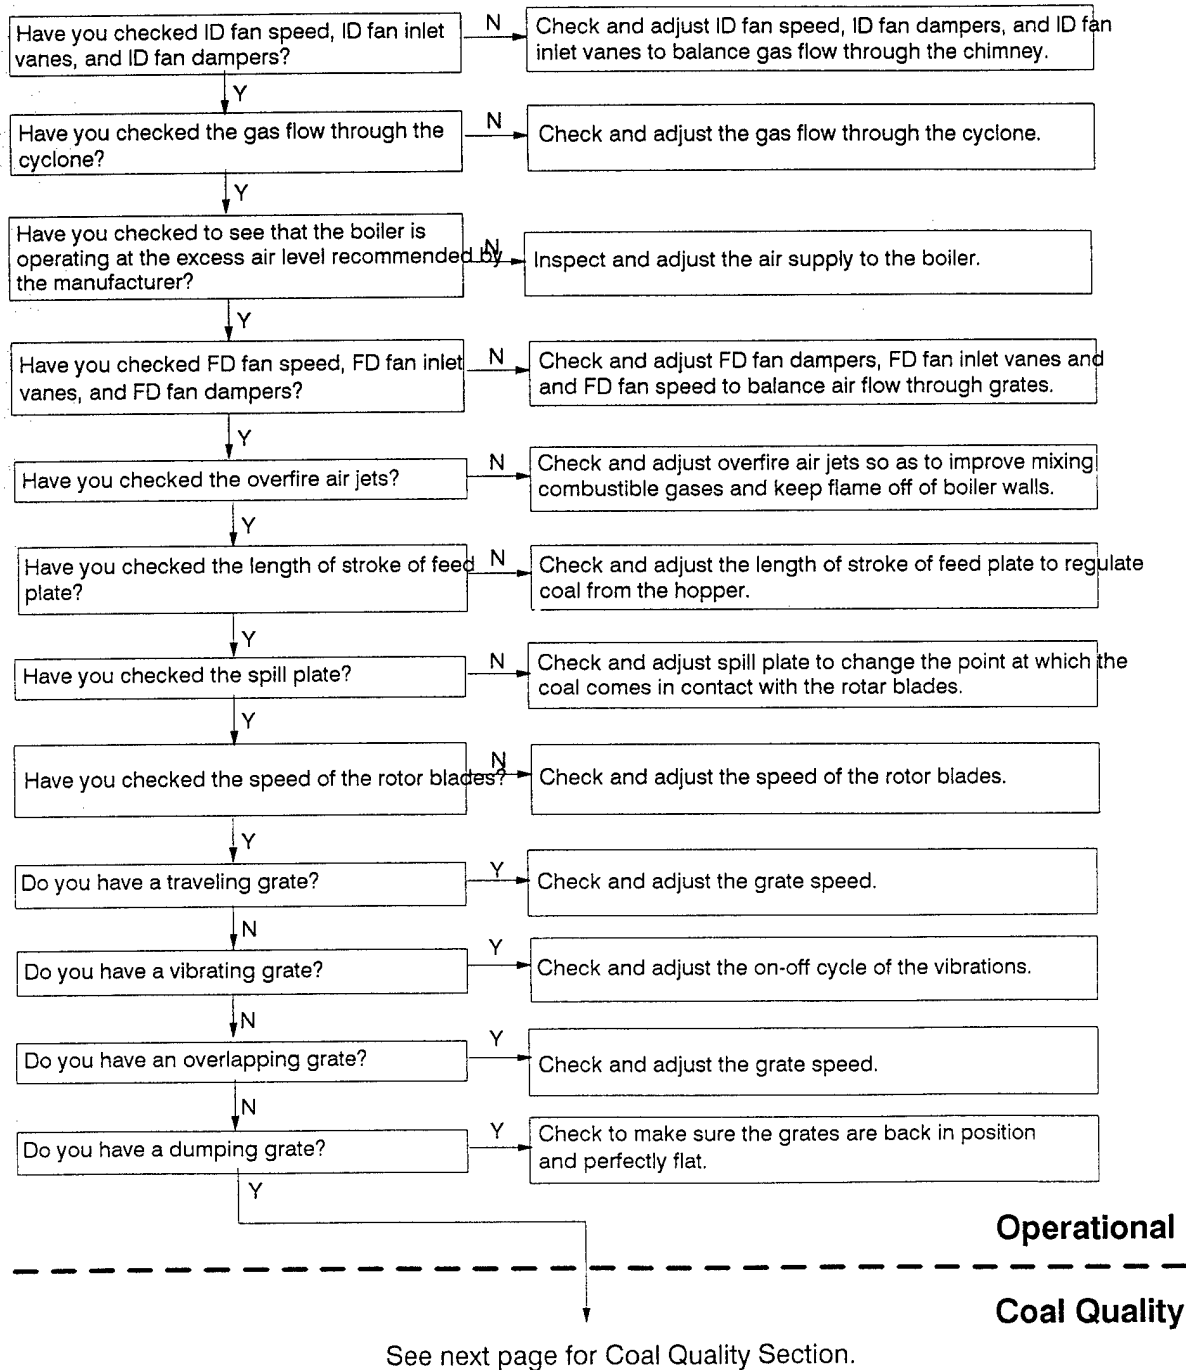 Have you checked ID fan speed, ID fan inlet
vanes, and ID fan dampers?
N
Check and adjust ID fan speed, ID fan dampers, and ID fan
inlet vanes to balance gas flow through the chimney.
Y
Have you checked the gas flow through the
cyclone?
N
Check and adjust the gas flow through the cyclone.
Y
Have you checked to see that the boiler is
operating at the excess air level recommended by
the manufacturer?
N
Inspect and adjust the air supply to the boiler.
Y
Have you checked FD fan speed, FD fan inlet
vanes, and FD fan dampers?
N
Check and adjust FD fan dampers, FD fan inlet vanes and
and FD fan speed to balance air flow through grates.
Y
Have you checked the overfire air jets?
N
Check and adjust overfire air jets so as to improve mixing
combustible gases and keep flame off of boiler walls.
Y
Have you checked the length of stroke of feed
plate?
N
Check and adjust the length of stroke of feed plate to regulate
coal from the hopper.
Y
Have you checked the spill plate?
N
Check and adjust spill plate to change the point at which the
coal comes in contact with the rotar blades.
Y
Have you checked the speed of the rotor blades?
N
Check and adjust the speed of the rotor blades.
Y
Do you have a traveling grate?
Y
Check and adjust the grate speed.
N
Do you have a vibrating grate?
Y
Check and adjust the on-off cycle of the vibrations.
N
Do you have an overlapping grate?
Y
Check and adjust the grate speed.
N
Do you have a dumping grate?
Y
Check to make sure the grates are back in position
and perfectly flat.
Y
Operational
Coal Quality
See next page for Coal Quality Section.